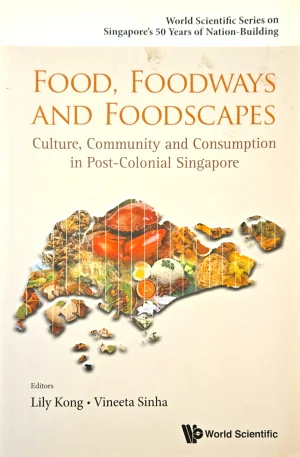 World Scientific Series on
Singapore's 50 Years of Nation-Building
FOOD, FOODWAYS
AND FOODSCAPES
Culture, Community and Consumption
in Post-Colonial Singapore
Editors
Lily Kong • Vineeta Sinha
World Scientific